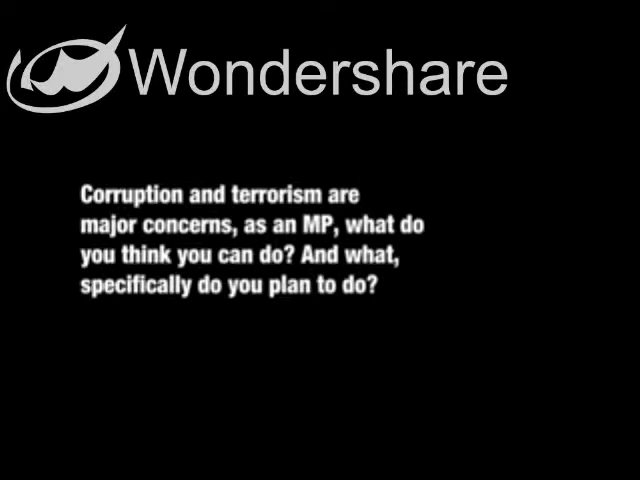 Wondershare
Corruption and terrorism are
major concerns, as an MP, what do
you think you can do? And what,
specifically do you plan to do?